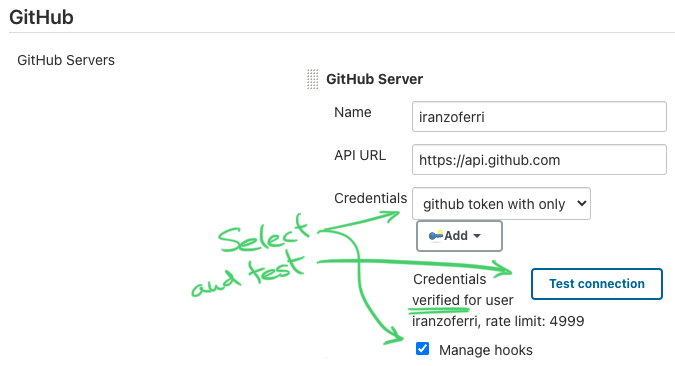 GitHub
GitHub Servers
GitHub Server
Name
iranzoferri
API URL
https://api.github.com
Credentials
github token with only
Add
Select
and test
Credentials
verified for user
iranzoferri, rate limit: 4999
Test connection
Manage hooks